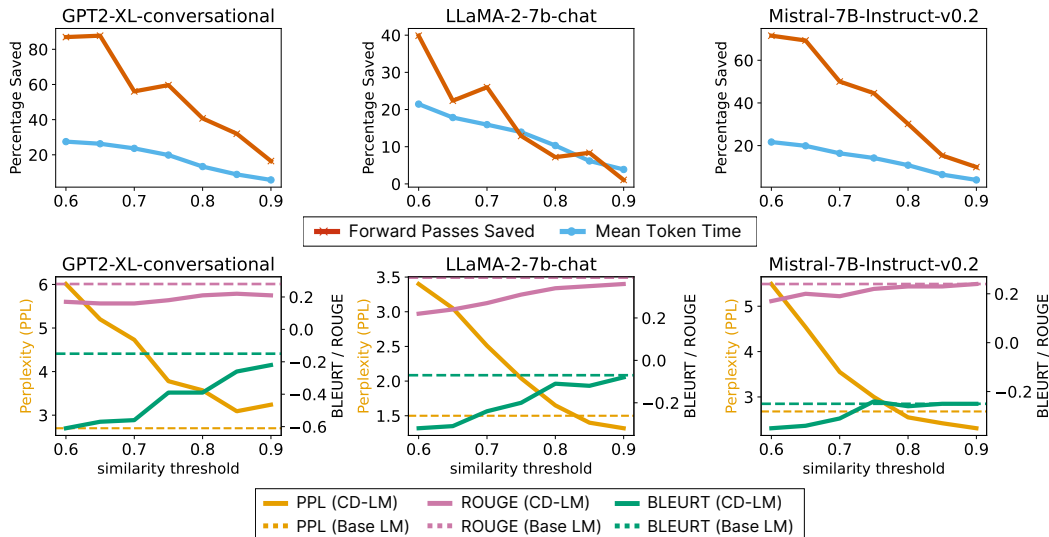 GPT2-XL-conversational
LLaMA-2-7b-chat
Mistral-7B-Instruct-v0.2
Percentage Saved
80
60
40
20
0.6 0.7 0.8 0.9
Percentage Saved
40
30
20
10
0
0.6 0.7 0.8 0.9
Percentage Saved
60
40
20
0.6 0.7 0.8 0.9
Forward Passes Saved Mean Token Time
GPT2-XL-conversational
LLaMA-2-7b-chat
Mistral-7B-Instruct-v0.2
Perplexity (PPL)
6
5
4
3
0.2
0.0
−0.2
−0.4
−0.6
BLEURT / ROUGE
0.6 0.7 0.8 0.9
similarity threshold
Perplexity (PPL)
3.5
3.0
2.5
2.0
1.5
0.2
0.0
−0.2
BLEURT / ROUGE
0.6 0.7 0.8 0.9
similarity threshold
Perplexity (PPL)
5
4
3
0.2
0.0
−0.2
BLEURT / ROUGE
0.6 0.7 0.8 0.9
similarity threshold
PPL (CD-LM) ROUGE (CD-LM) BLEURT (CD-LM)
PPL (Base LM) ROUGE (Base LM) BLEURT (Base LM)